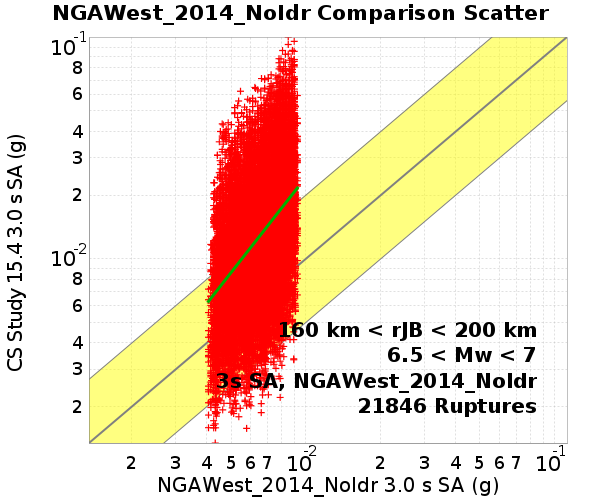 NGAWest_2014_NoIdr Comparison Scatter
10-1
8
6
4
3
2
10-2
8
6
4
3
2
CS Study 15.4 3.0 s SA (g)
160 km < rJB < 200 km
6.5 < Mw < 7
3s SA, NGAWest_2014_NoIdr
21846 Ruptures
2 3 4 5 6 7 10-2 2 3 4 5 6 7 10-1
NGAWest_2014_NoIdr 3.0 s SA (g)